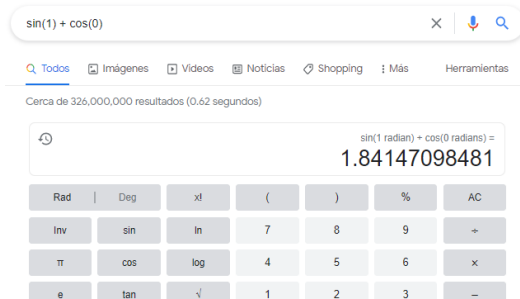 sin(1) + cos(0)
Todos Imágenes Videos Noticias Shopping Más Herramientas
Cerca de 326,000,000 resultados (0.62 segundos)
sin(1 radian) + cos(0 radians) =
1.84147098481
Rad | Deg x! ( ) % AC
Inv sin ln 7 8 9 ÷
π cos log 4 5 6 ×
e tan √ 1 2 3 −